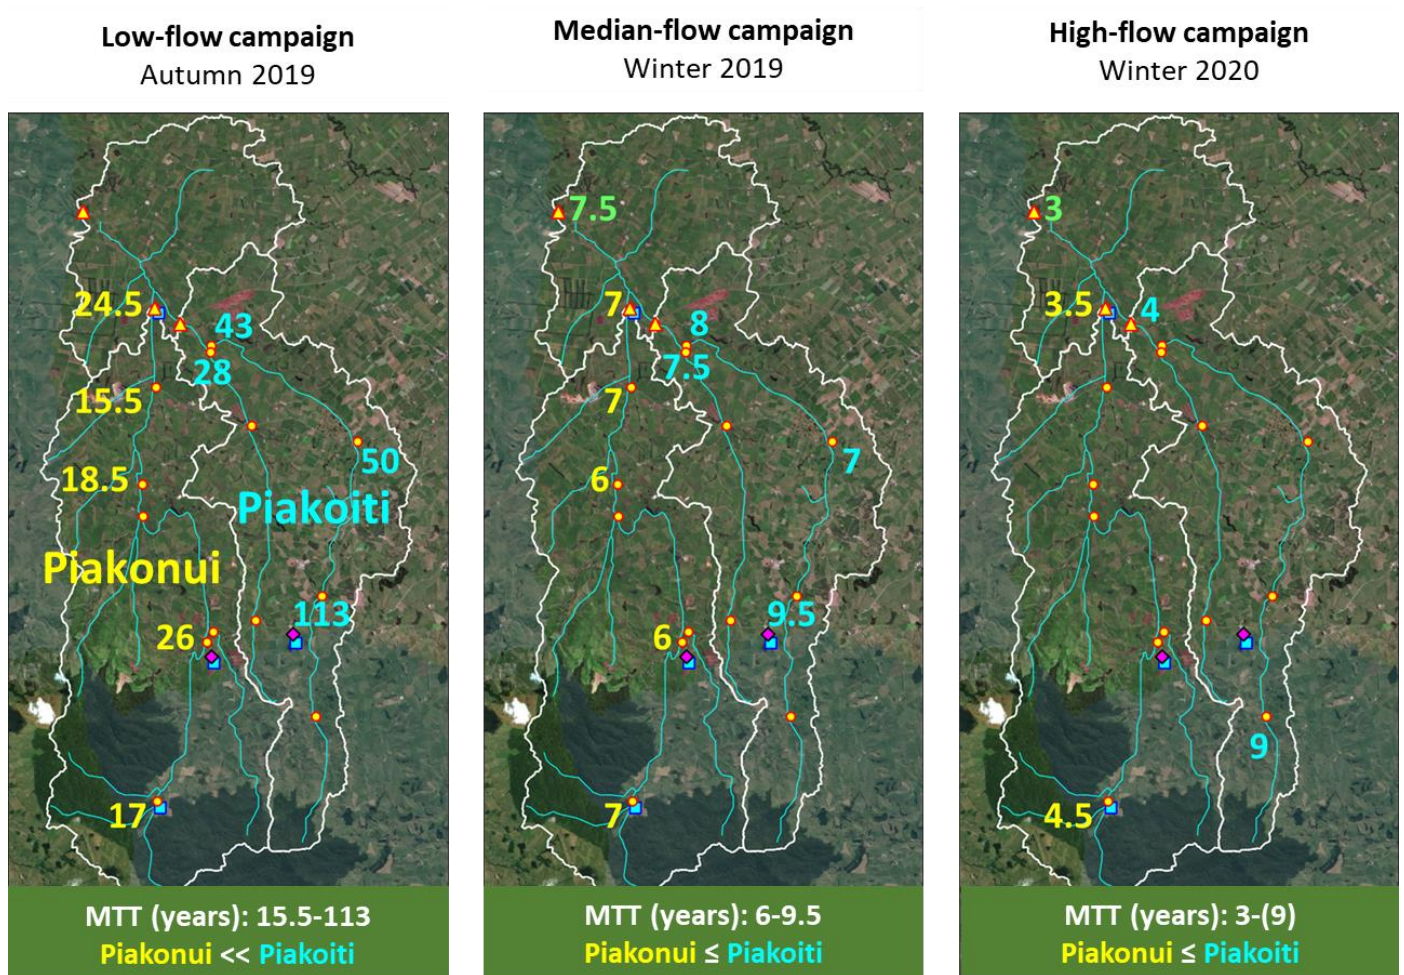 Low-flow campaign
Autumn 2019
24.5
43
28
15.5
50
18.5
Piakoiti
Piakonui
113
26
17
MTT (years): 15.5-113
Piakonui << Piakoiti
Median-flow campaign
Winter 2019
7.5
7
8
7.5
7
7
6
9.5
6
7
MTT (years): 6-9.5
Piakonui ≤ Piakoiti
High-flow campaign
Winter 2020
3
3.5
4
9
4.5
MTT (years): 3-(9)
Piakonui ≤ Piakoiti